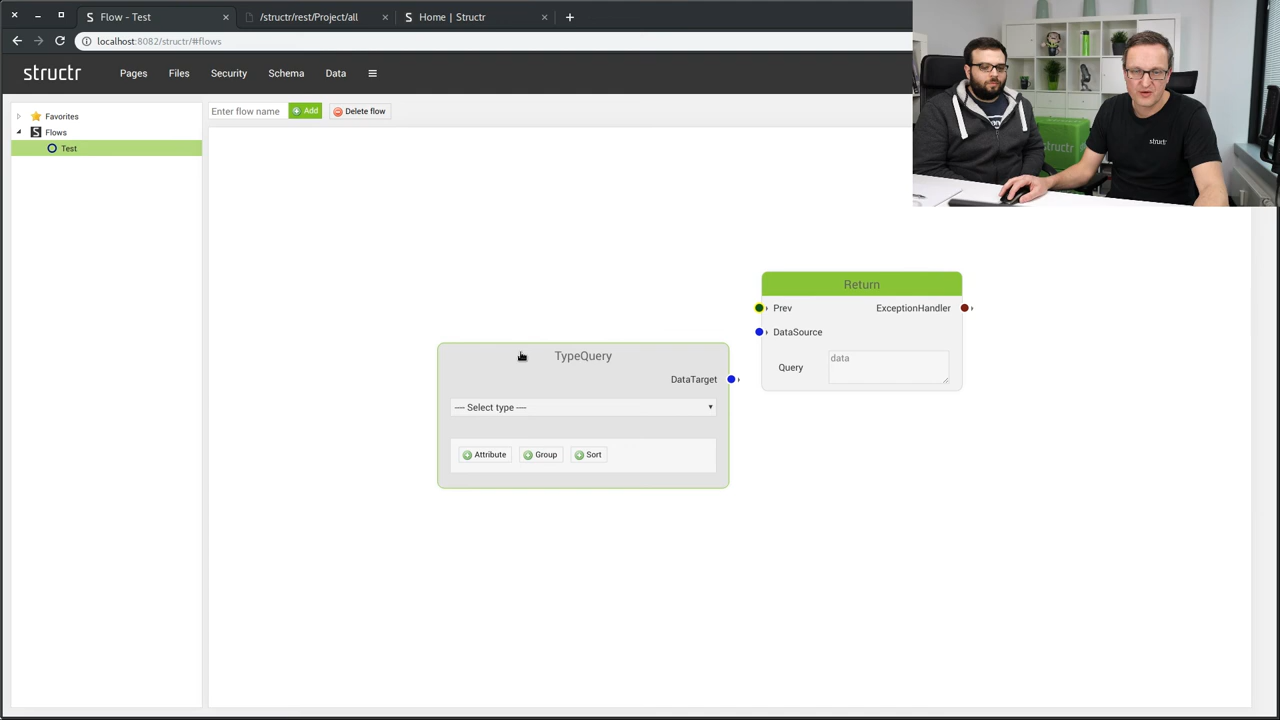 Flow - Test
/structr/rest/Project/all
Home | Structr
localhost:8082/structr/#flows
structr
Pages
Files
Security
Schema
Data
Favorites
Flows
Test
Enter flow name
Add
Delete flow
Return
Prev
ExceptionHandler
DataSource
Query
data
TypeQuery
DataTarget
— Select type —
Attribute
Group
Sort
structr
structr